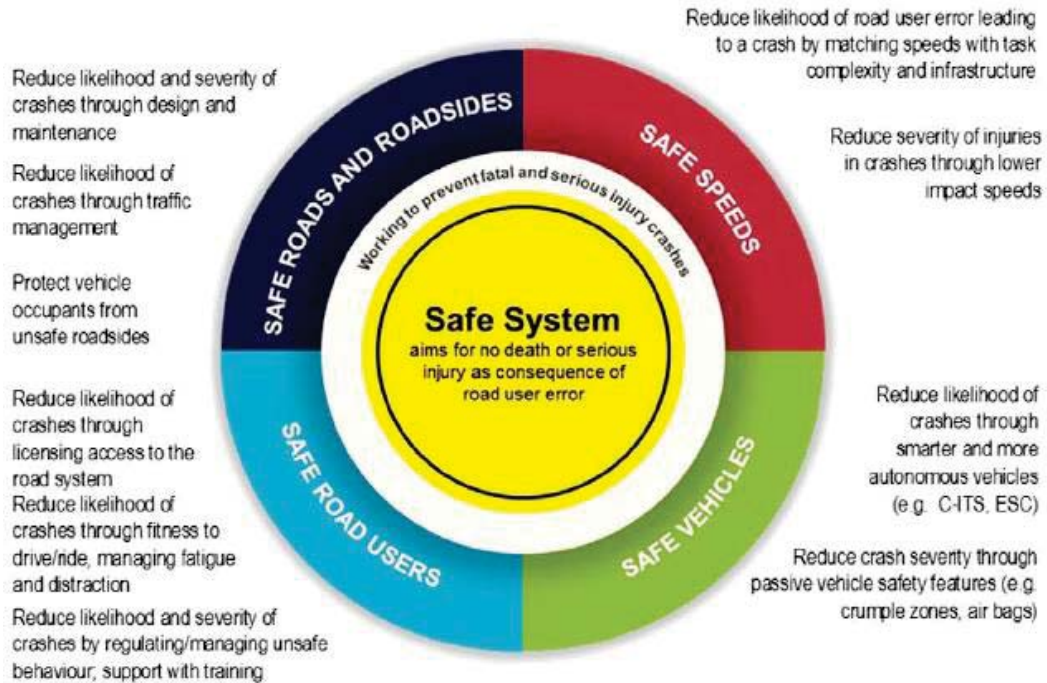 Reduce likelihood and severity of
crashes through design and
maintenance
Reduce likelihood of
crashes through traffic
management
Protect vehicle
occupants from
unsafe roadsides
Reduce likelihood of road user error leading
to a crash by matching speeds with task
complexity and infrastructure
Reduce severity of injuries
in crashes through lower
impact speeds
SAFE ROADS AND ROADSIDES
SAFE SPEEDS
Working to prevent fatal and serious injury crashes
Safe System
aims for no death or serious
injury as consequence of
road user error
SAFE ROAD USERS
SAFE VEHICLES
Reduce likelihood of
crashes through
licensing access to the
road system
Reduce likelihood of
crashes through fitness to
drive/ride, managing fatigue
and distraction
Reduce likelihood and severity of
crashes by regulating/managing unsafe
behaviour; support with training
Reduce likelihood of
crashes through
smarter and more
autonomous vehicles
(e.g. C-ITS, ESC)
Reduce crash severity through
passive vehicle safety features (e.g.
crumple zones, air bags)